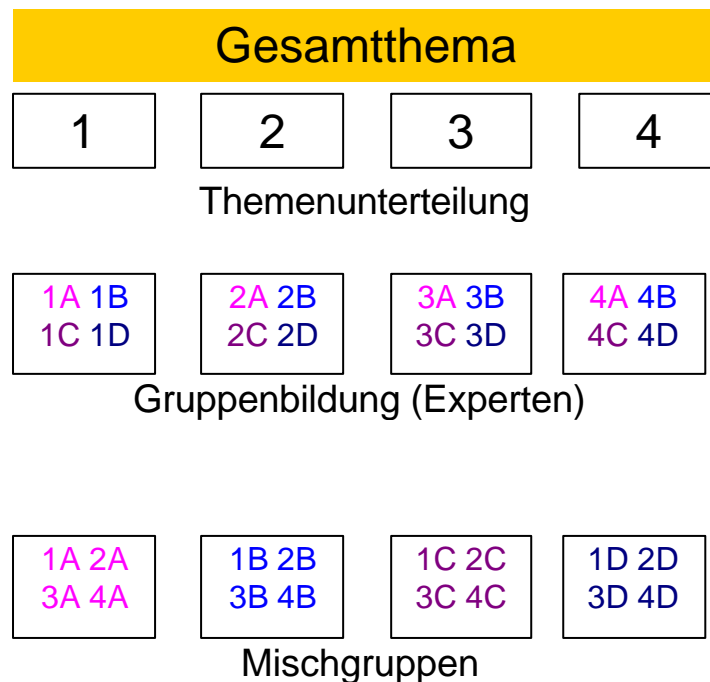 Gesamtthema
1 2 3 4
Themenunterteilung
1A 1B 2A 2B 3A 3B 4A 4B
1C 1D 2C 2D 3C 3D 4C 4D
Gruppenbildung (Experten)
1A 2A 1B 2B 1C 2C 1D 2D
3A 4A 3B 4B 3C 4C 3D 4D
Mischgruppen